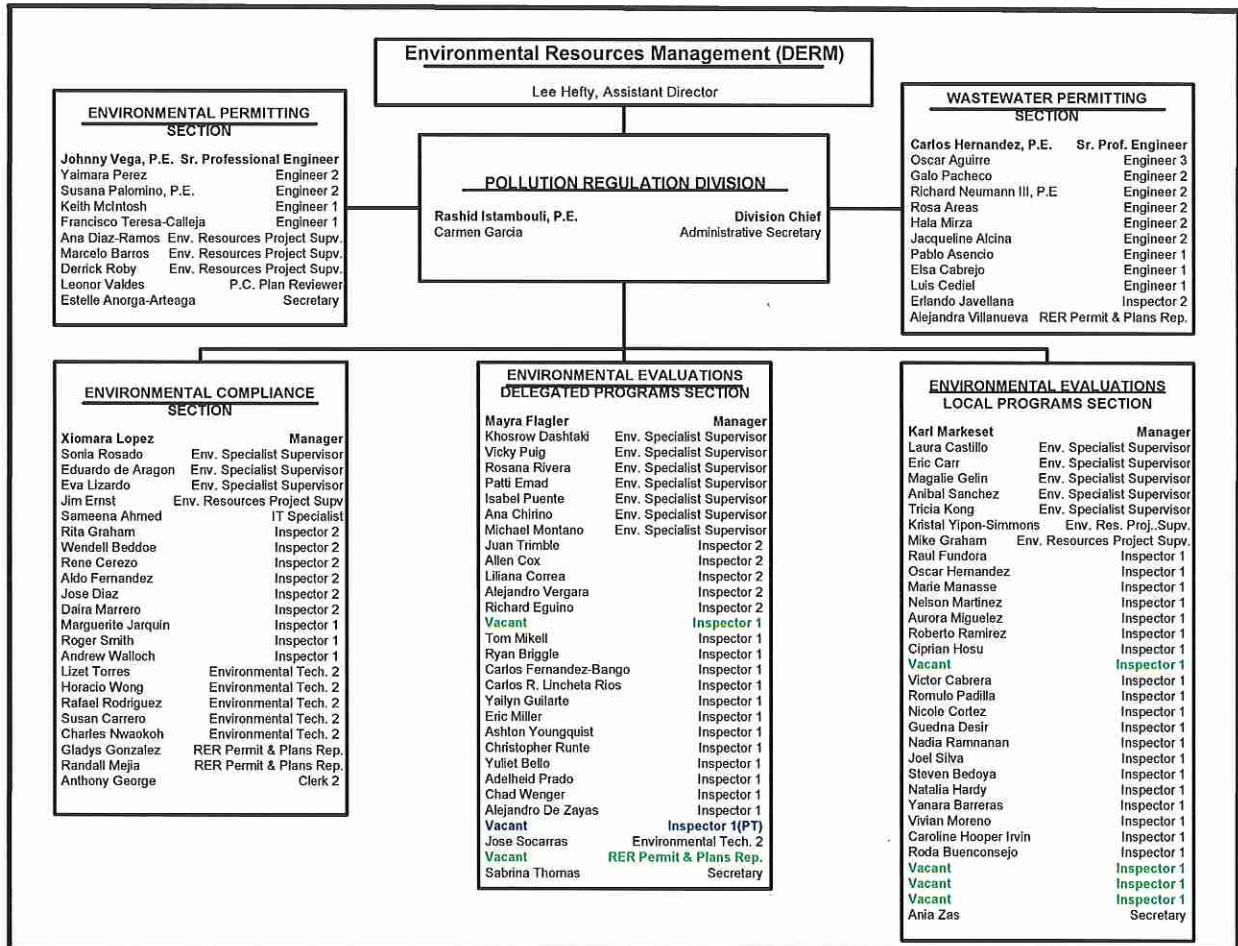 Environmental Resources Management (DERM)
Lee Hefty, Assistant Director
ENVIRONMENTAL PERMITTING
SECTION
Johnny Vega, P.E. Sr. Professional Engineer
Yaimara Perez Engineer 2
Susana Palomino, P.E. Engineer 2
Keith McIntosh Engineer 1
Francisco Teresa-Calleja Engineer 1
Ana Diaz-Ramos Env. Resources Project Supv.
Marcelo Barros Env. Resources Project Supv.
Derrick Roby Env. Resources Project Supv.
Leonor Valdes P.C. Plan Reviewer
Estelle Anorga-Arteaga Secretary
POLLUTION REGULATION DIVISION
Rashid Istambouli, P.E. Division Chief
Carmen Garcia Administrative Secretary
WASTEWATER PERMITTING
SECTION
Carlos Hernandez, P.E. Sr. Prof. Engineer
Oscar Aguirre Engineer 3
Galo Pacheco Engineer 2
Richard Neumann III, P.E Engineer 2
Rosa Areas Engineer 2
Hala Mirza Engineer 2
Jacqueline Alcina Engineer 2
Pablo Asencio Engineer 1
Elsa Cabrejo Engineer 1
Luis Cediel Engineer 1
Erlando Javellana Inspector 2
Alejandra Villanueva RER Permit & Plans Rep.
ENVIRONMENTAL COMPLIANCE
SECTION
Xiomara Lopez Manager
Sonia Rosado Env. Specialist Supervisor
Eduardo de Aragon Env. Specialist Supervisor
Eva Lizardo Env. Specialist Supervisor
Jim Ernst Env. Resources Project Supv
Sameena Ahmed IT Specialist
Rita Graham Inspector 2
Wendell Beddoe Inspector 2
Rene Cerezo Inspector 2
Aldo Fernandez Inspector 2
Jose Diaz Inspector 2
Daira Marrero Inspector 2
Marguerite Jarquin Inspector 1
Roger Smith Inspector 1
Andrew Walloch Inspector 1
Lizet Torres Environmental Tech. 2
Horacio Wong Environmental Tech. 2
Rafael Rodriguez Environmental Tech. 2
Susan Carrero Environmental Tech. 2
Charles Nwaokoh Environmental Tech. 2
Gladys Gonzalez RER Permit & Plans Rep.
Randall Mejia RER Permit & Plans Rep.
Anthony George Clerk 2
ENVIRONMENTAL EVALUATIONS
DELEGATED PROGRAMS SECTION
Mayra Flagler Manager
Khosrow Dashtaki Env. Specialist Supervisor
Vicky Puig Env. Specialist Supervisor
Rosana Rivera Env. Specialist Supervisor
Patti Emad Env. Specialist Supervisor
Isabel Puente Env. Specialist Supervisor
Ana Chirino Env. Specialist Supervisor
Michael Montano Env. Specialist Supervisor
Juan Trimble Inspector 2
Allen Cox Inspector 2
Liliana Correa Inspector 2
Alejandro Vergara Inspector 2
Richard Eguino Inspector 2
Vacant Inspector 1
Tom Mikell Inspector 1
Ryan Briggle Inspector 1
Carlos Fernandez-Bango Inspector 1
Carlos R. Lincheta Rios Inspector 1
Yailyn Guilarte Inspector 1
Eric Miller Inspector 1
Ashton Youngquist Inspector 1
Christopher Runte Inspector 1
Yuliet Bello Inspector 1
Adelheid Prado Inspector 1
Chad Wenger Inspector 1
Alejandro De Zayas Inspector 1
Vacant Inspector 1(PT)
Jose Socarras Environmental Tech. 2
Vacant RER Permit & Plans Rep.
Sabrina Thomas Secretary
ENVIRONMENTAL EVALUATIONS
LOCAL PROGRAMS SECTION
Karl Markeset Manager
Laura Castillo Env. Specialist Supervisor
Eric Carr Env. Specialist Supervisor
Magalie Gelin Env. Specialist Supervisor
Anibal Sanchez Env. Specialist Supervisor
Tricia Kong Env. Specialist Supervisor
Kristal Yipon-Simmons Env. Res. Proj..Supv.
Mike Graham Env. Resources Project Supv.
Raul Fundora Inspector 1
Oscar Hernandez Inspector 1
Marie Manasse Inspector 1
Nelson Martinez Inspector 1
Aurora Miguelez Inspector 1
Roberto Ramirez Inspector 1
Ciprian Hosu Inspector 1
Vacant Inspector 1
Victor Cabrera Inspector 1
Romulo Padilla Inspector 1
Nicole Cortez Inspector 1
Guedna Desir Inspector 1
Nadia Ramnanan Inspector 1
Joel Silva Inspector 1
Steven Bedoya Inspector 1
Natalia Hardy Inspector 1
Yanara Barreras Inspector 1
Vivian Moreno Inspector 1
Caroline Hooper Irvin Inspector 1
Roda Buenconsejo Inspector 1
Vacant Inspector 1
Vacant Inspector 1
Vacant Inspector 1
Ania Zas Secretary